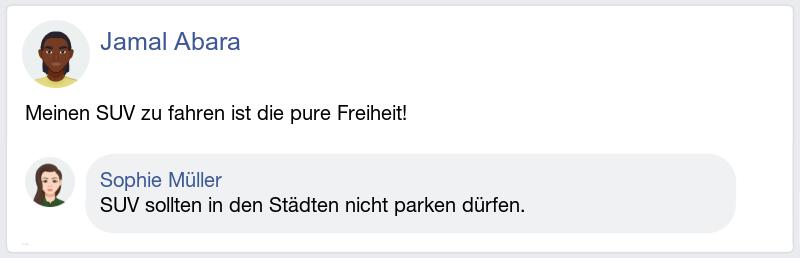 Jamal Abara
Meinen SUV zu fahren ist die pure Freiheit!
Sophie Müller
SUV sollten in den Städten nicht parken dürfen.